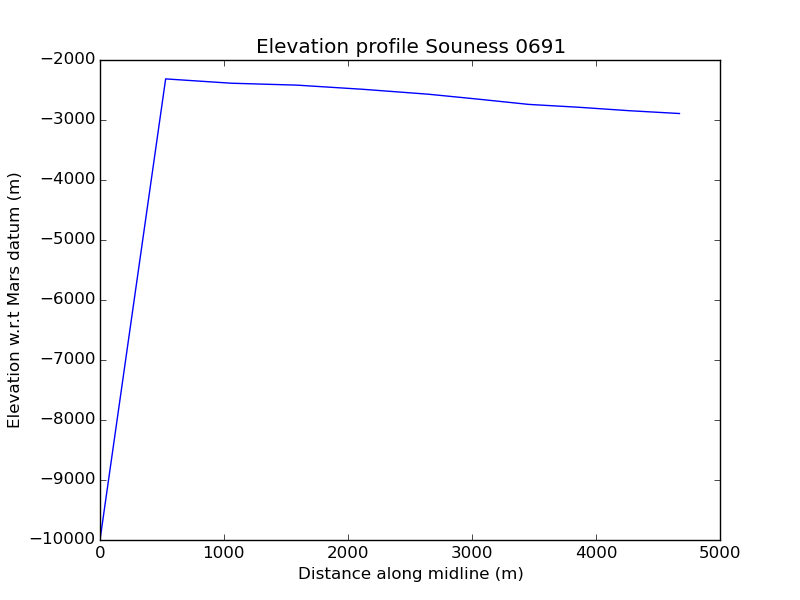 Elevation profile Souness 0691
−2000
−3000
−4000
−5000
−6000
−7000
−8000
−9000
−10000
Elevation w.r.t Mars datum (m)
0 1000 2000 3000 4000 5000
Distance along midline (m)